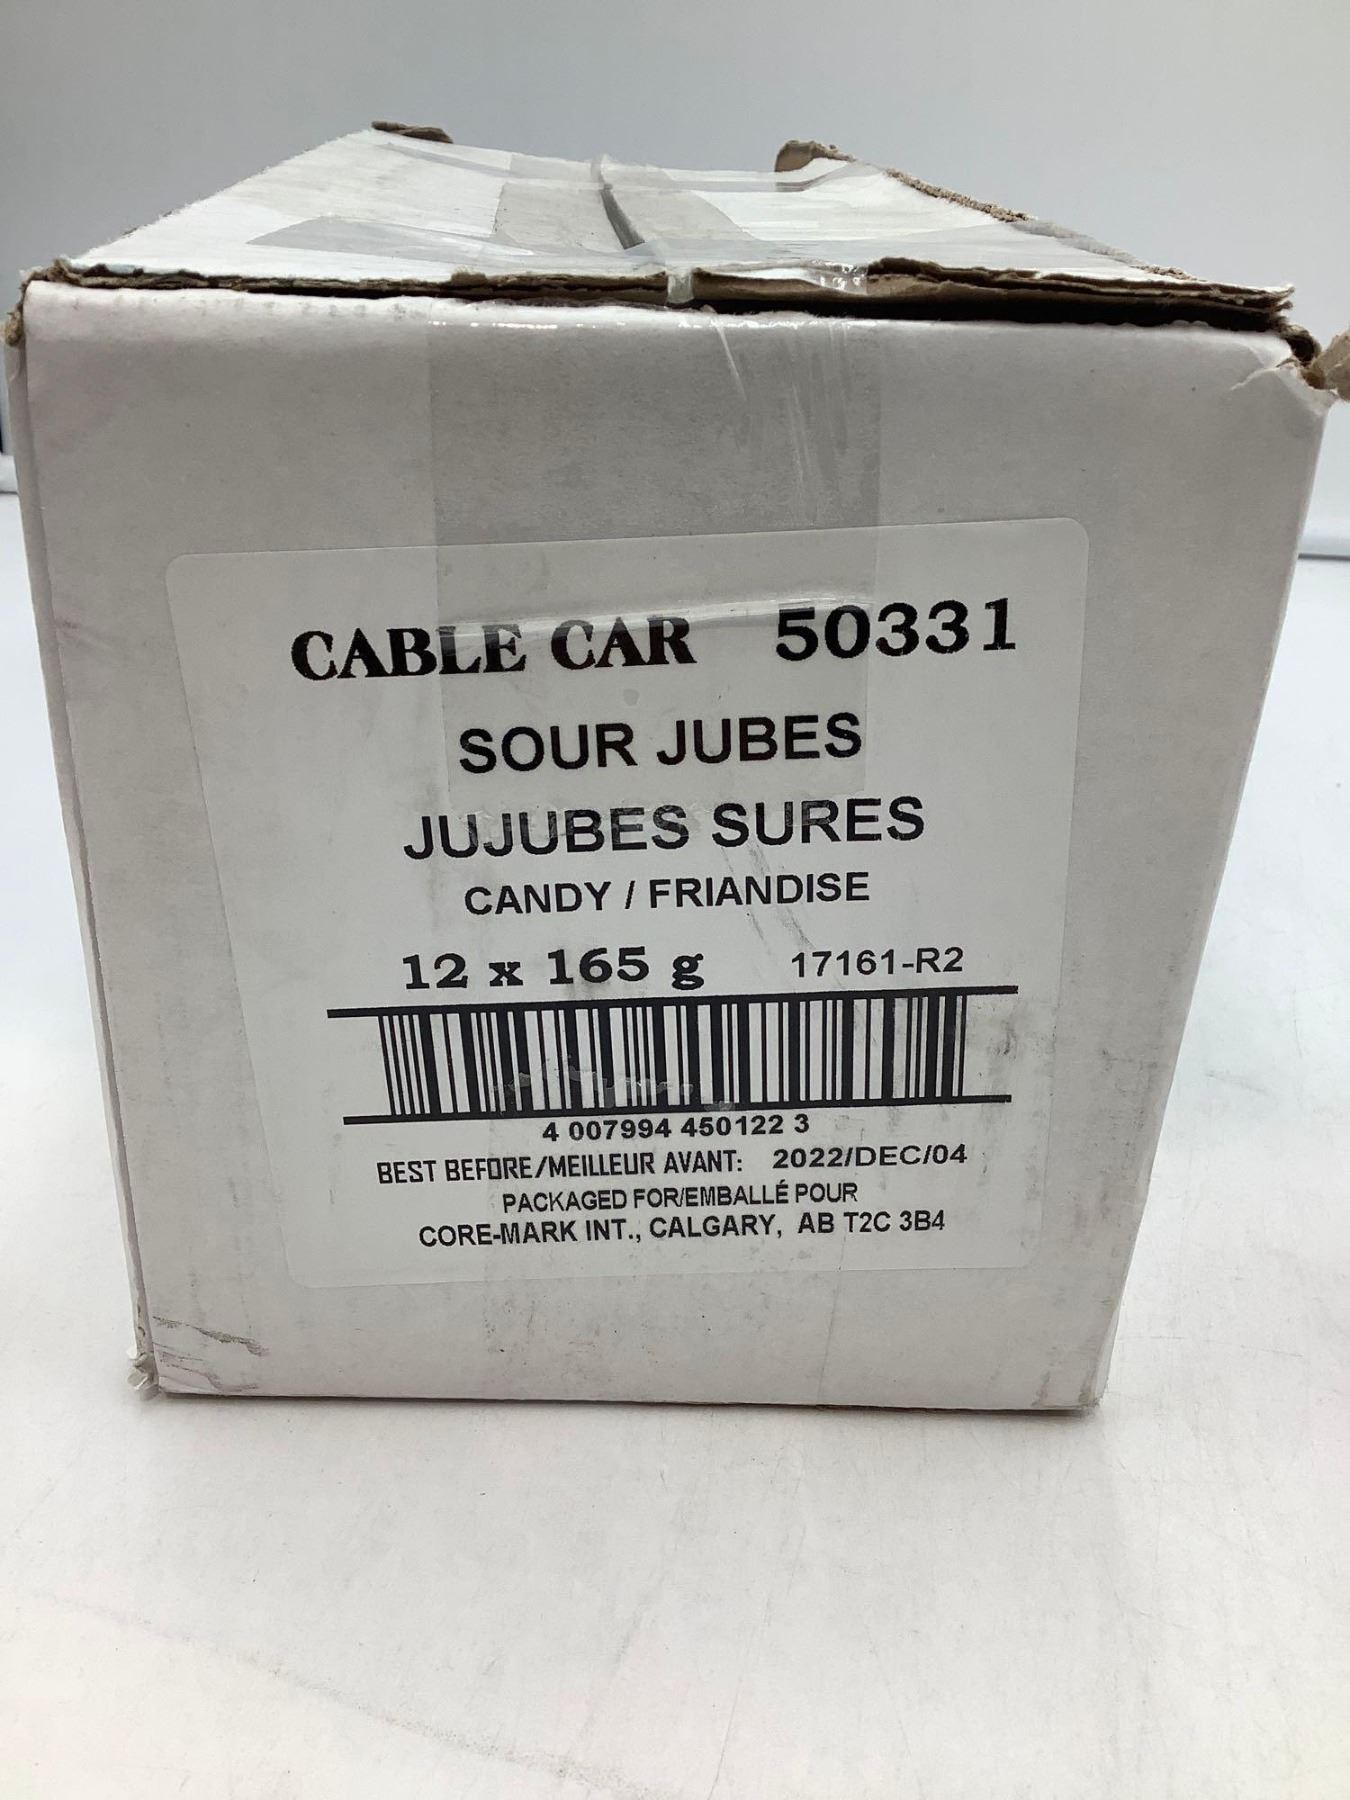 CABLE CAR 50331
SOUR JUBES
JUJUBES SURES
CANDY / FRIANDISE
12 x 165 g 17161-R2
4 007994 450122 3
BEST BEFORE/MEILLEUR AVANT: 2022/DEC/04
PACKAGED FOR/EMBALLÉ POUR
CORE-MARK INT., CALGARY, AB T2C 3B4